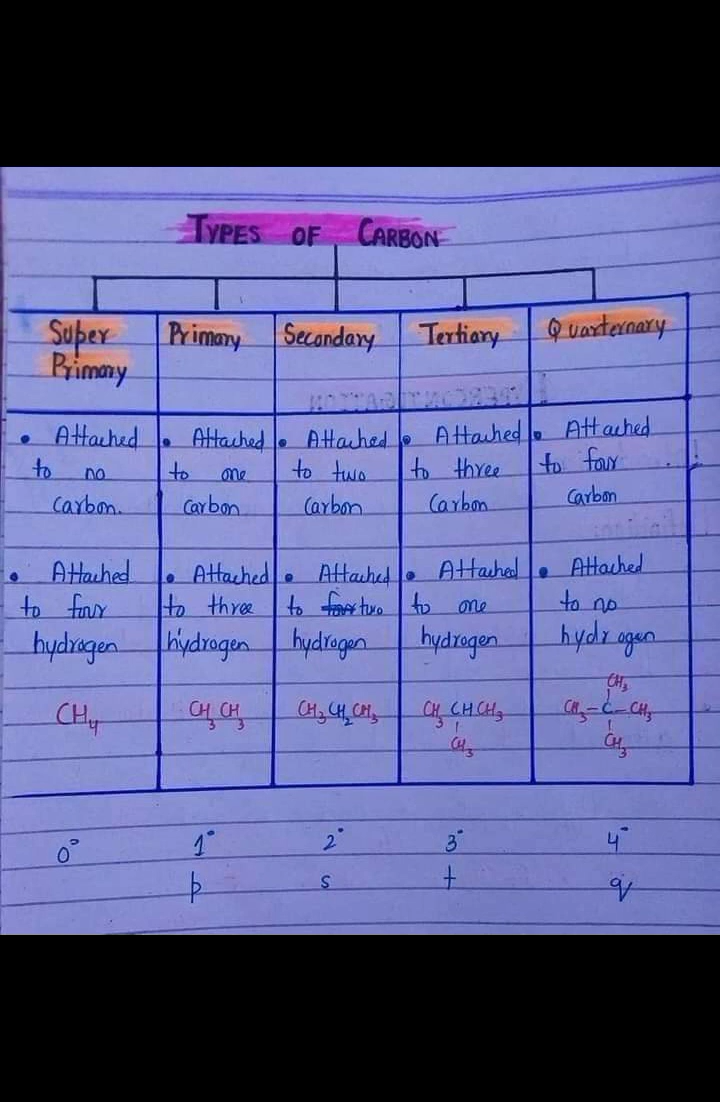 TYPES OF CARBON
Super
Primary
Primary
Secondary
Tertiary
Quarternary
• Attached
to no
carbon.
• Attached
to four
hydrogen
CH₄
• Attached
to one
carbon
• Attached
to three
hydrogen
CH₃CH₃
• Attached
to two
carbon
• Attached
to four two
hydrogen
CH₃CH₂CH₃
• Attached
to three
carbon
• Attached
to one
hydrogen
CH₃CHCH₃
CH₃
• Attached
to four
carbon
• Attached
to no
hydrogen
CH₃
CH₃–C–CH₃
CH₃
0° 1° 2° 3° 4°
p s t q